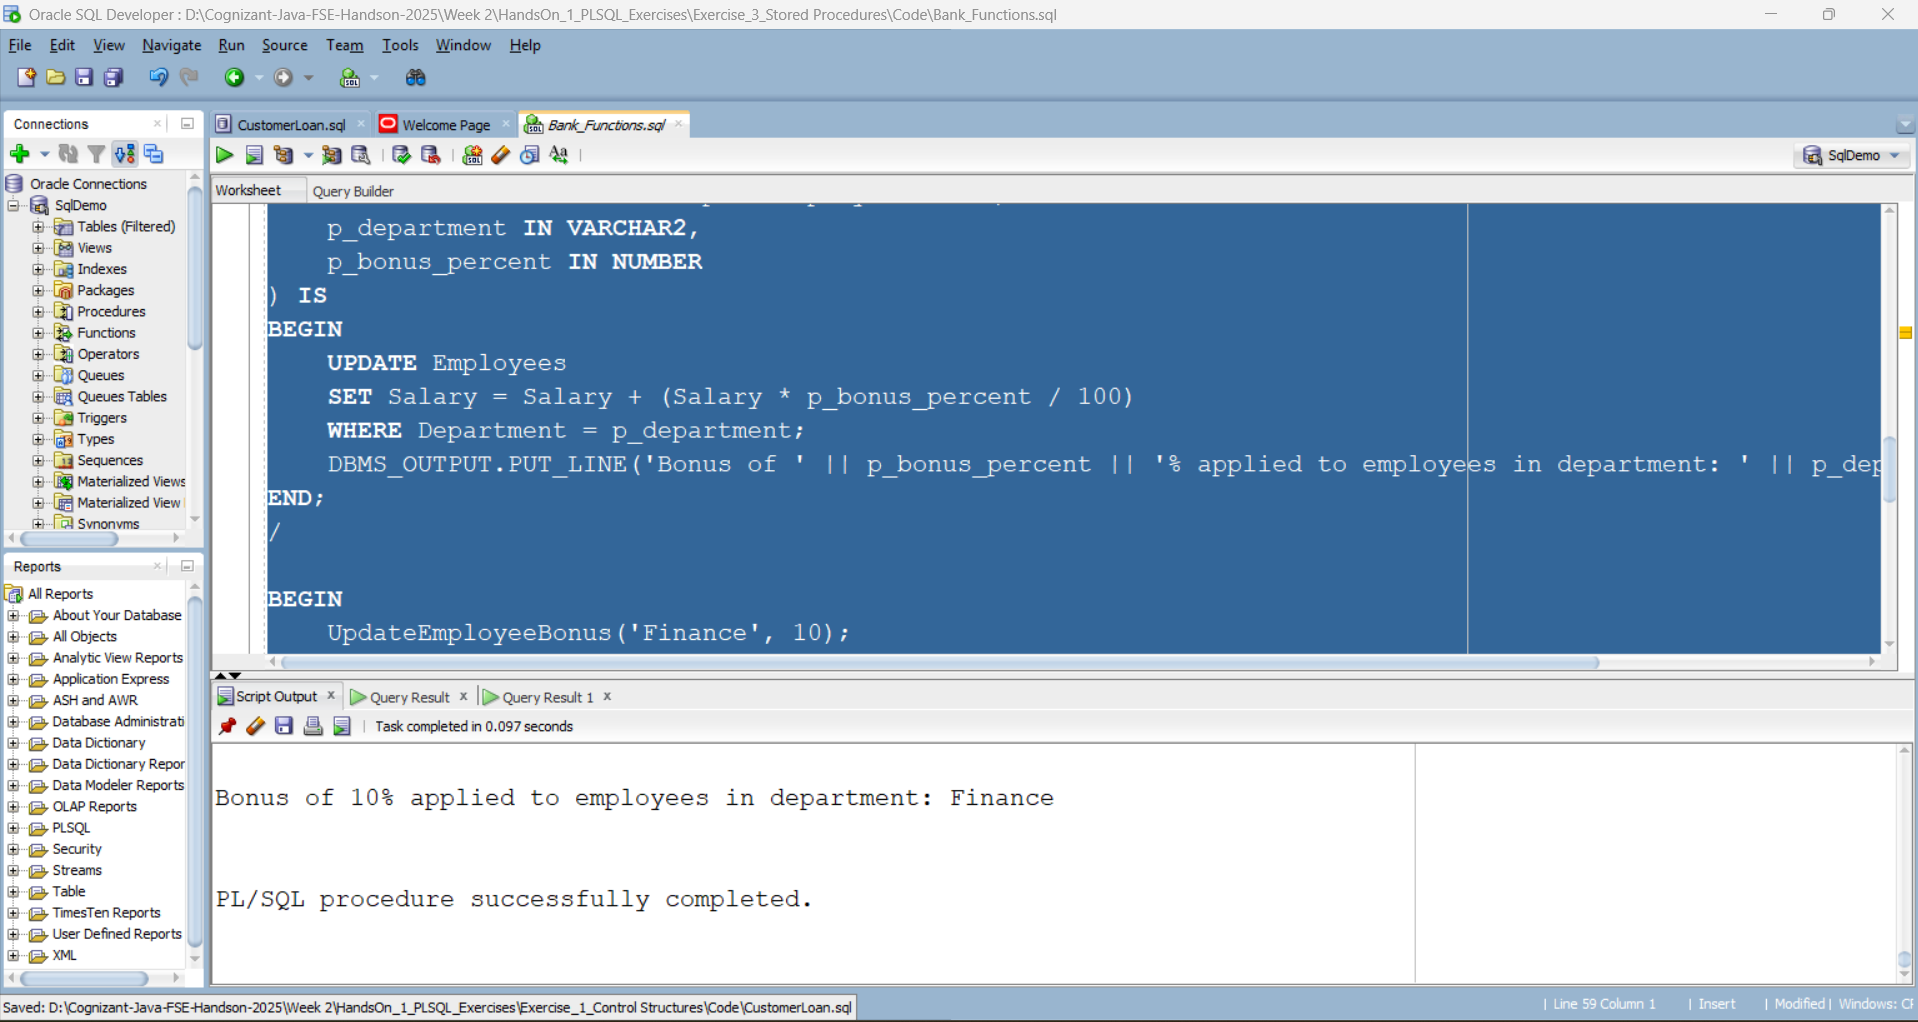 Oracle SQL Developer : D:\Cognizant-Java-FSE-Handson-2025\Week 2\HandsOn_1_PLSQL_Exercises\Exercise_3_Stored Procedures\Code\Bank_Functions.sql
File Edit View Navigate Run Source Team Tools Window Help
Connections
Oracle Connections
SqlDemo
Tables (Filtered)
Views
Indexes
Packages
Procedures
Functions
Operators
Queues
Queues Tables
Triggers
Types
Sequences
Materialized Views
Materialized View
Synonyms
Reports
All Reports
About Your Database
All Objects
Analytic View Reports
Application Express
ASH and AWR
Database Administrati
Data Dictionary
Data Dictionary Repor
Data Modeler Reports
OLAP Reports
PLSQL
Security
Streams
Table
TimesTen Reports
User Defined Reports
XML
CustomerLoan.sql Welcome Page Bank_Functions.sql
SqlDemo
Worksheet Query Builder
p_department IN VARCHAR2,
p_bonus_percent IN NUMBER
) IS
BEGIN
UPDATE Employees
SET Salary = Salary + (Salary * p_bonus_percent / 100)
WHERE Department = p_department;
DBMS_OUTPUT.PUT_LINE('Bonus of ' || p_bonus_percent || '% applied to employees in department: ' || p_dep
END;
/
BEGIN
UpdateEmployeeBonus('Finance', 10);
Script Output Query Result Query Result 1
Task completed in 0.097 seconds
Bonus of 10% applied to employees in department: Finance
PL/SQL procedure successfully completed.
Saved: D:\Cognizant-Java-FSE-Handson-2025\Week 2\HandsOn_1_PLSQL_Exercises\Exercise_1_Control Structures\Code\CustomerLoan.sql
| Line 59 Column 1 | Insert | Modified | Windows: